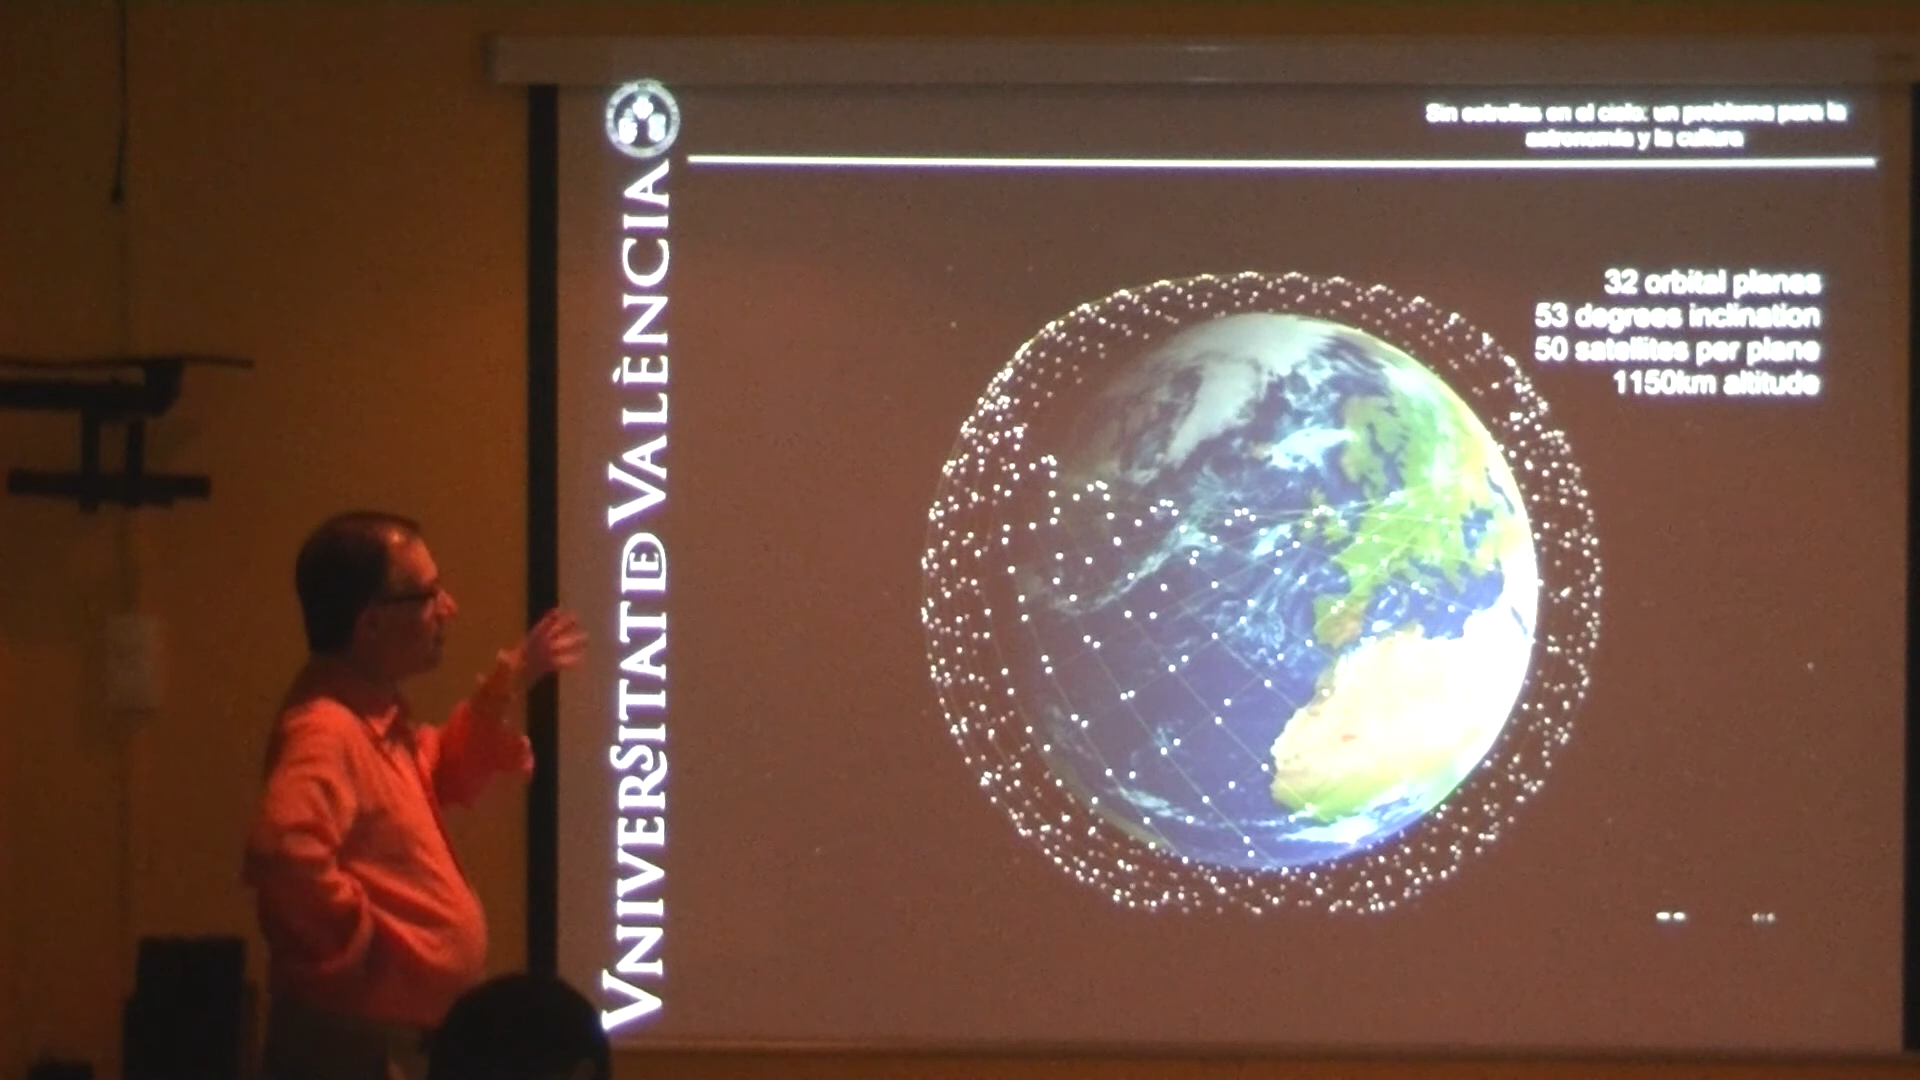 VNIVERSITAT DE VALÈNCIA
Sin estrellas en el cielo: un problema para la
astronomía y la cultura
32 orbital planes
53 degrees inclination
50 satellites per plane
1150km altitude